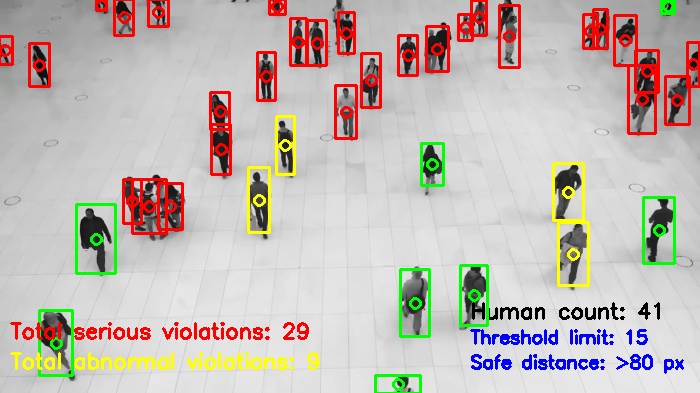 Total serious violations: 29
Total abnormal violations: 9
Human count: 41
Threshold limit: 15
Safe distance: >80 px